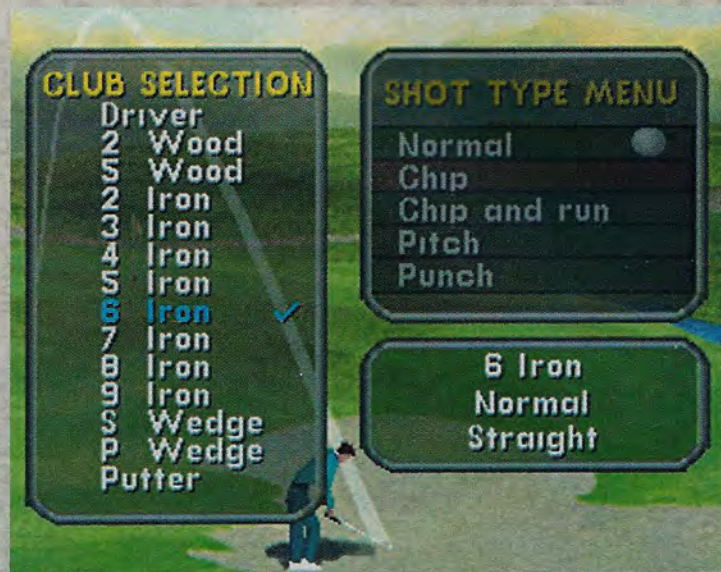 CLUB SELECTION
Driver
2 Wood
5 Wood
2 Iron
3 Iron
4 Iron
5 Iron
6 Iron
7 Iron
8 Iron
9 Iron
S Wedge
P Wedge
Putter
SHOT TYPE MENU
Normal
Chip
Chip and run
Pitch
Punch
6 Iron
Normal
Straight